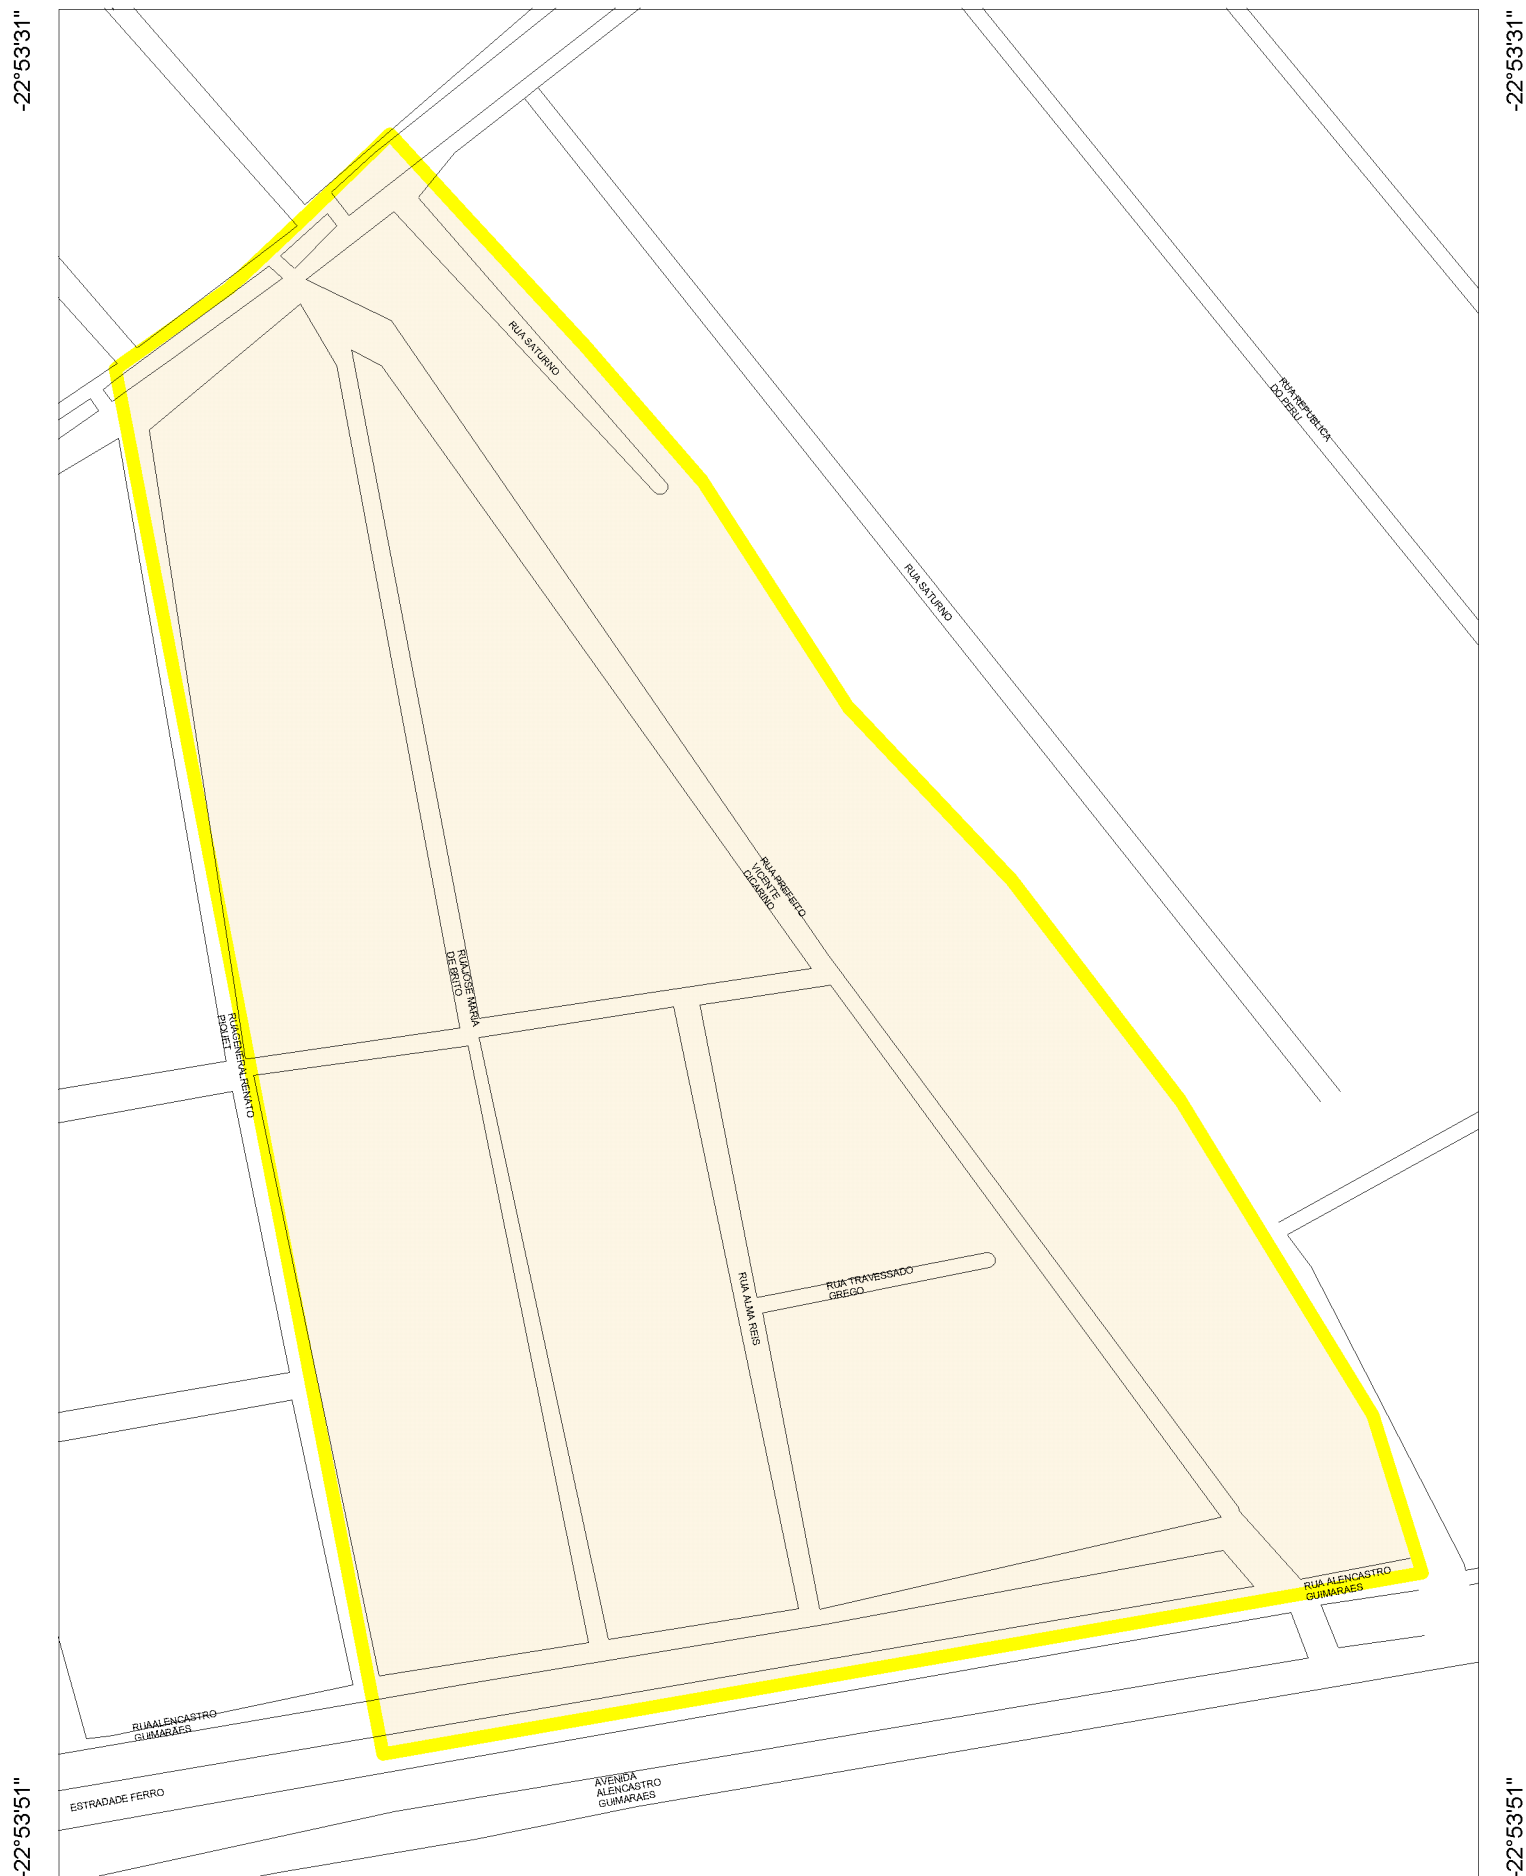 -22°53'31"
-22°53'31"
RUA SATURNO
RUA REPUBLICA
DO PERU
RUA SATURNO
RUA PREFEITO
VICENTE
CICARINO
RUA JOSE MARIA
DE BRITO
RUA GENERAL RENATO
PIQUET
RUA TRAVESSADO
GREGO
RUA ALMA REIS
RUA ALENCASTRO
GUIMARAES
RUA ALENCASTRO
GUIMARAES
ESTRADADE FERRO
AVENIDA
ALENCASTRO
GUIMARAES
-22°53'51"
-22°53'51"